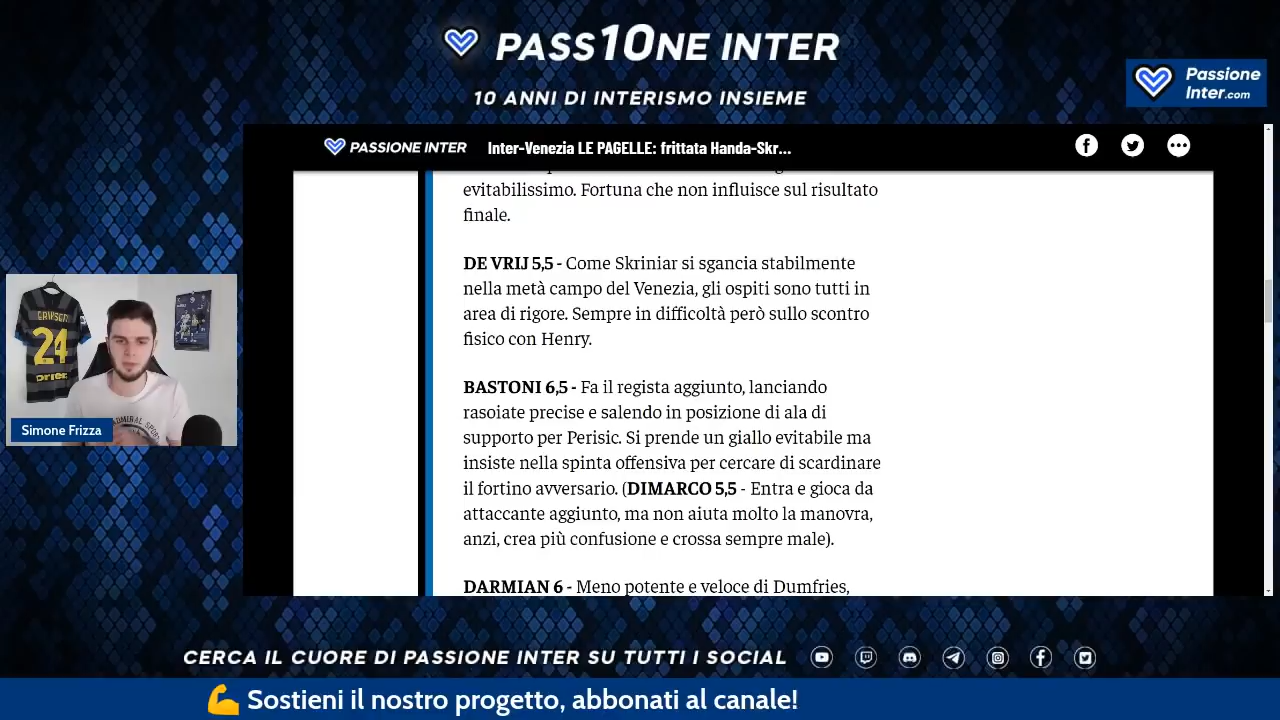 PASS10NE INTER
10 ANNI DI INTERISMO INSIEME
Passione
Inter.com
PASSIONE INTER
Inter-Venezia LE PAGELLE: frittata Handa-Skr...
evitabilissimo. Fortuna che non influisce sul risultato
finale.
DE VRIJ 5,5 - Come Skriniar si sgancia stabilmente
nella metà campo del Venezia, gli ospiti sono tutti in
area di rigore. Sempre in difficoltà però sullo scontro
fisico con Henry.
BASTONI 6,5 - Fa il regista aggiunto, lanciando
rasoiate precise e salendo in posizione di ala di
supporto per Perisic. Si prende un giallo evitabile ma
insiste nella spinta offensiva per cercare di scardinare
il fortino avversario. (DIMARCO 5,5 - Entra e gioca da
attaccante aggiunto, ma non aiuta molto la manovra,
anzi, crea più confusione e crossa sempre male).
DARMIAN 6 - Meno potente e veloce di Dumfries,
24
Simone Frizza
CERCA IL CUORE DI PASSIONE INTER SU TUTTI I SOCIAL
💪 Sostieni il nostro progetto, abbonati al canale!